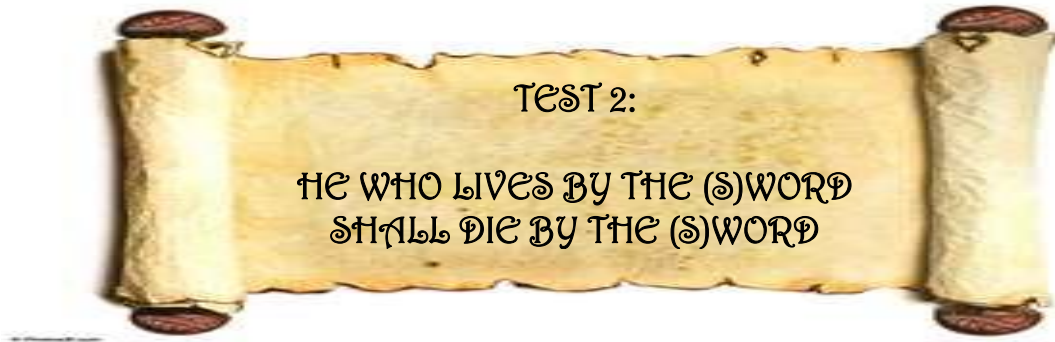 TEST 2:
HE WHO LIVES BY THE (S)WORD
SHALL DIE BY THE (S)WORD